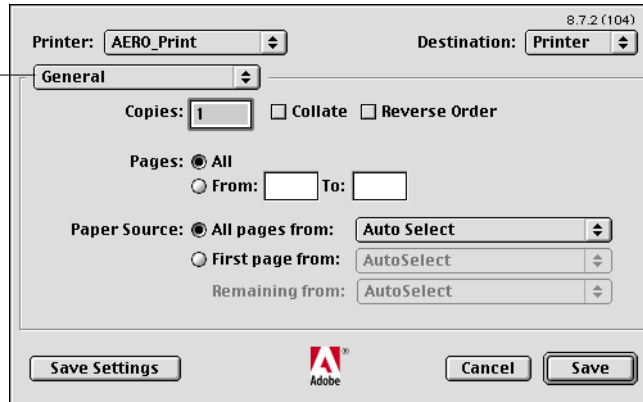 8.7.2 (104)
Printer: AERO_Print Destination: Printer
General
Copies: 1 Collate Reverse Order
Pages: All
From: To:
Paper Source: All pages from: Auto Select
First page from: AutoSelect
Remaining from: AutoSelect
Save Settings Adobe® Cancel Save